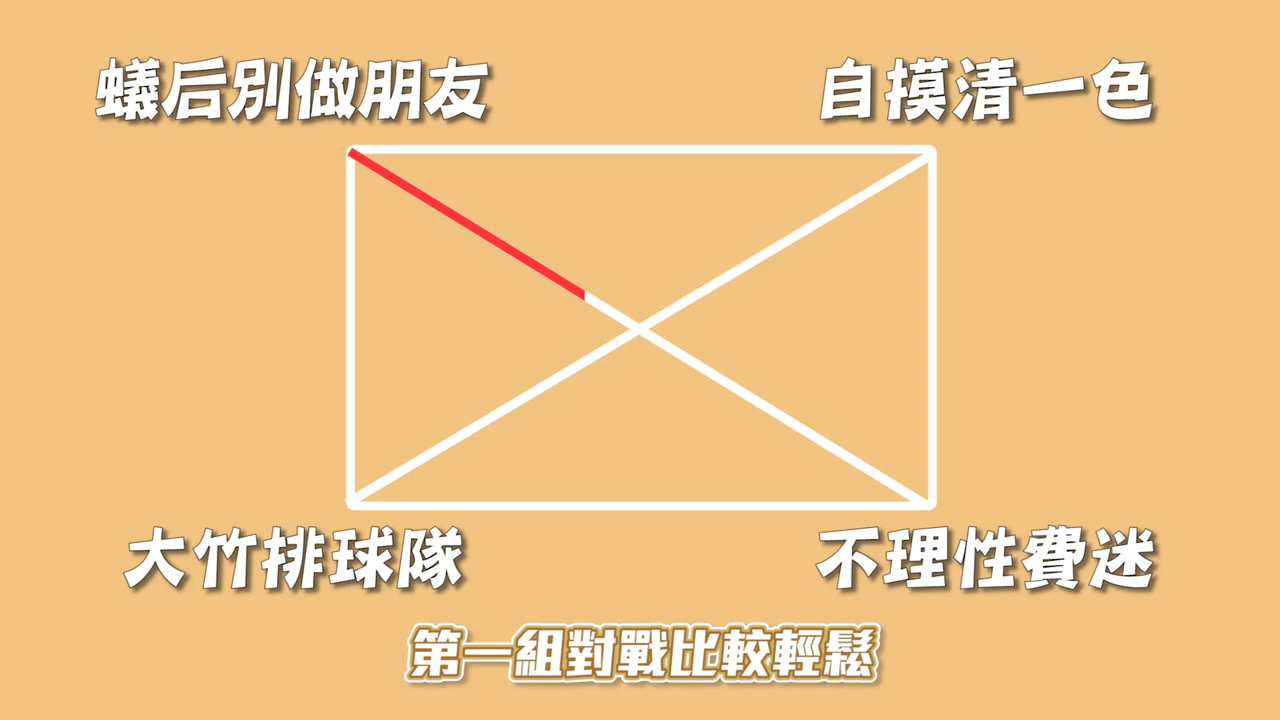 蟻后別做朋友
自摸清一色
大竹排球隊
不理性費迷
第一組對戰比較輕鬆